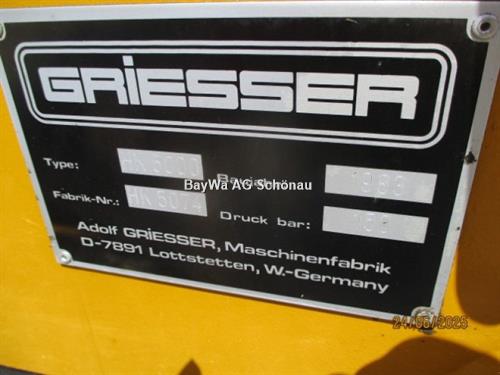 GRIESSER
Type: HK 5000
BayWa AG Schönau
1983
Fabrik-Nr.: HK 5074
Druck bar:
Adolf GRIESSER, Maschinenfabrik
D-7891 Lottstetten, W.-Germany
24/06/2025